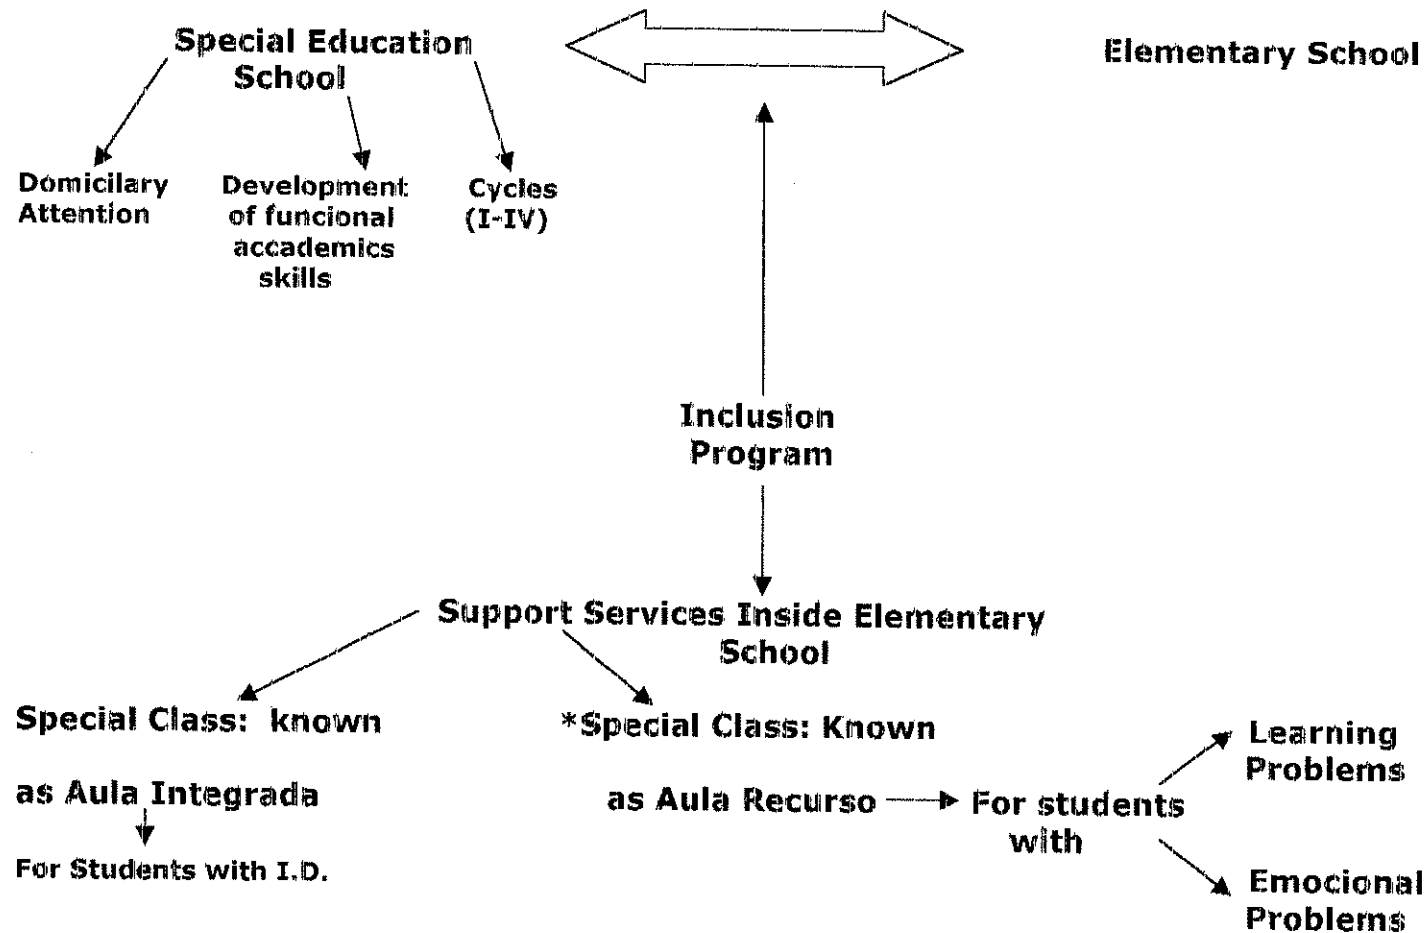 Special Education
School
Elementary School
Domicilary
Attention
Development
of funcional
accademics
skills
Cycles
(I-IV)
Inclusion
Program
Support Services Inside Elementary
School
Special Class: known
as Aula Integrada
For Students with I.D.
*Special Class: Known
as Aula Recurso
For students
with
Learning
Problems
Emocional
Problems